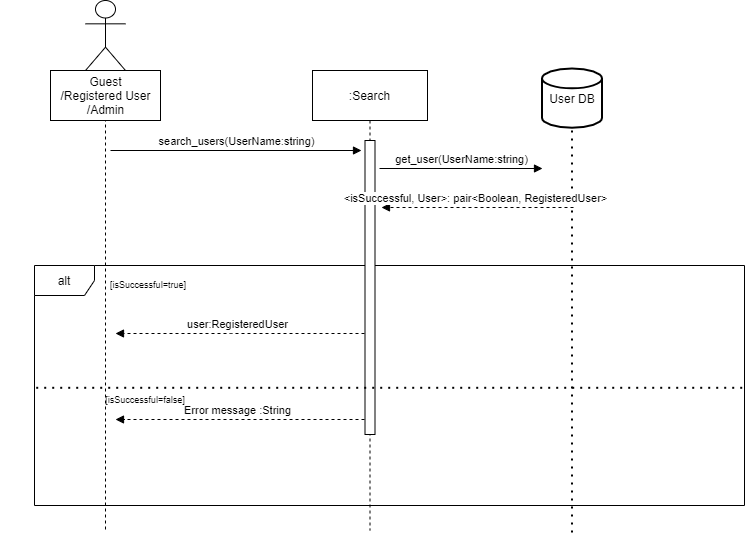 Guest
/Registered User
/Admin
:Search
User DB
search_users(UserName:string)
get_user(UserName:string)
<isSuccessful, User>: pair<Boolean, RegisteredUser>
alt
[isSuccessful=true]
user:RegisteredUser
[isSuccessful=false]
Error message :String